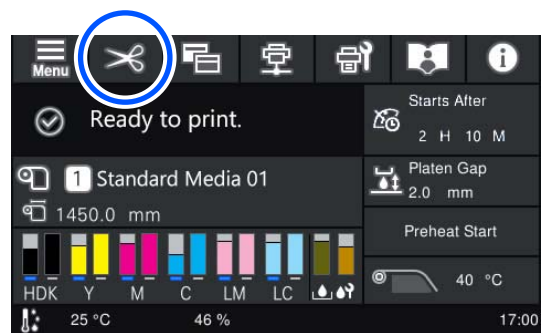 Menu
Ready to print.
Starts After
2 H 10 M
1 Standard Media 01
1450.0 mm
Platen Gap
2.0 mm
Preheat Start
HDK Y M C LM LC
40 °C
25 °C 46 % 17:00